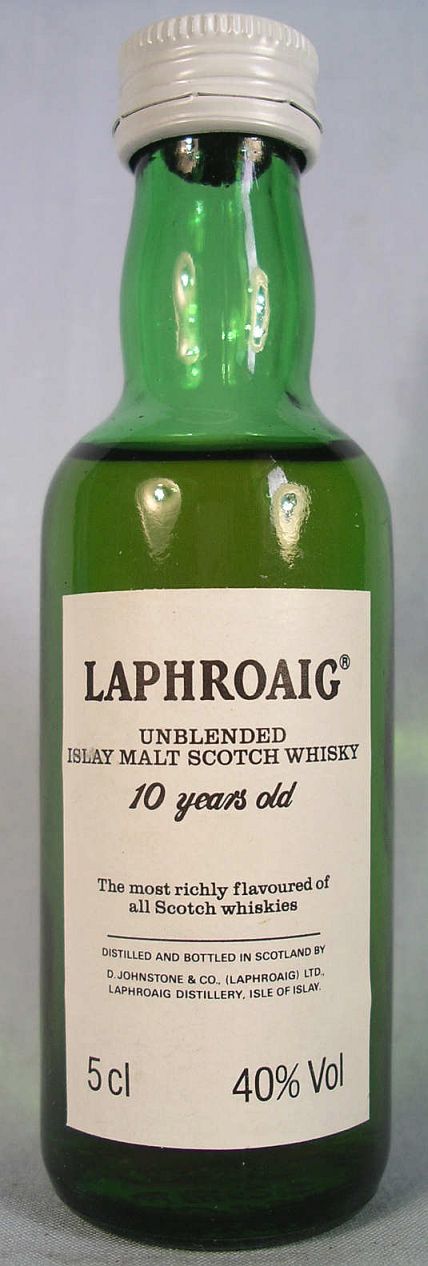 LAPHROAIG®
UNBLENDED
ISLAY MALT SCOTCH WHISKY
10 years old
The most richly flavoured of
all Scotch whiskies
DISTILLED AND BOTTLED IN SCOTLAND BY
D. JOHNSTONE & CO., (LAPHROAIG) LTD.,
LAPHROAIG DISTILLERY, ISLE OF ISLAY.
5 cl 40% Vol